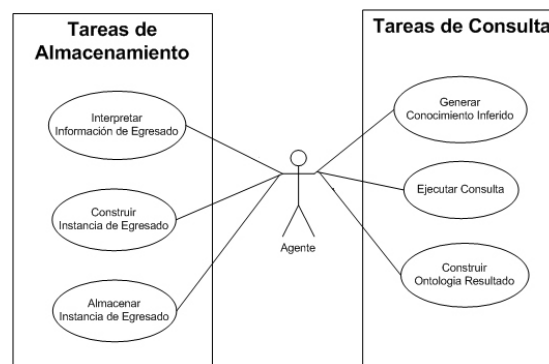 Tareas de
Almacenamiento
Interpretar
Información de Egresado
Construir
Instancia de Egresado
Almacenar
Instancia de Egresado
Agente
Tareas de Consulta
Generar
Conocimiento Inferido
Ejecutar Consulta
Construir
Ontologia Resultado